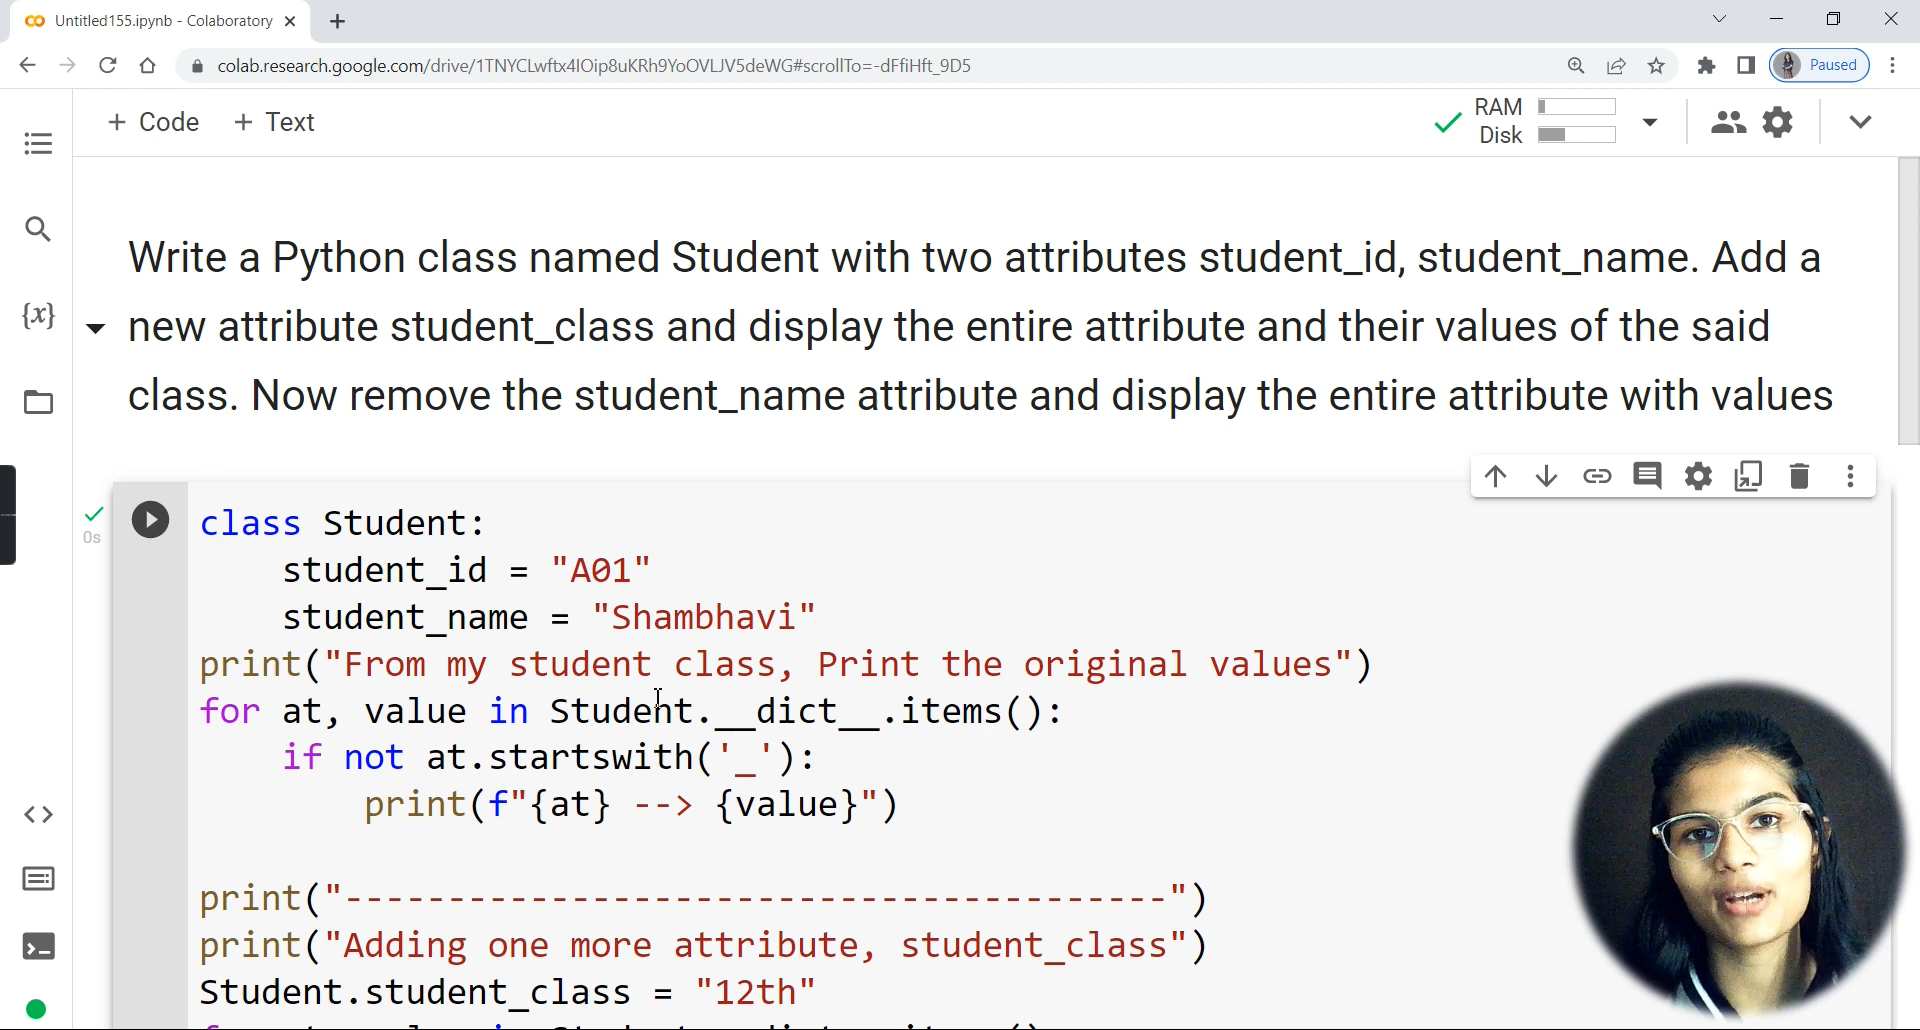 Untitled155.ipynb - Colaboratory
colab.research.google.com/drive/1TNYCLwftx4IOip8uKRh9YoOVLJV5deWG#scrollTo=-dFfiHft_9D5
Paused
+ Code + Text
RAM
Disk
Write a Python class named Student with two attributes student_id, student_name. Add a
new attribute student_class and display the entire attribute and their values of the said
class. Now remove the student_name attribute and display the entire attribute with values
{x}
0s
class Student:
    student_id = "A01"
    student_name = "Shambhavi"
print("From my student class, Print the original values")
for at, value in Student.__dict__.items():
    if not at.startswith('_'):
        print(f"{at} --> {value}")
print("----------------------------------------")
print("Adding one more attribute, student_class")
Student.student_class = "12th"